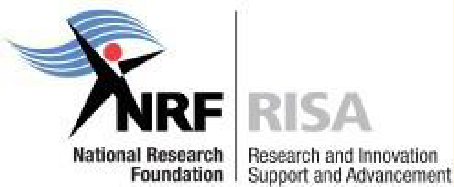 NRF RISA
National Research Foundation
Research and Innovation Support and Advancement